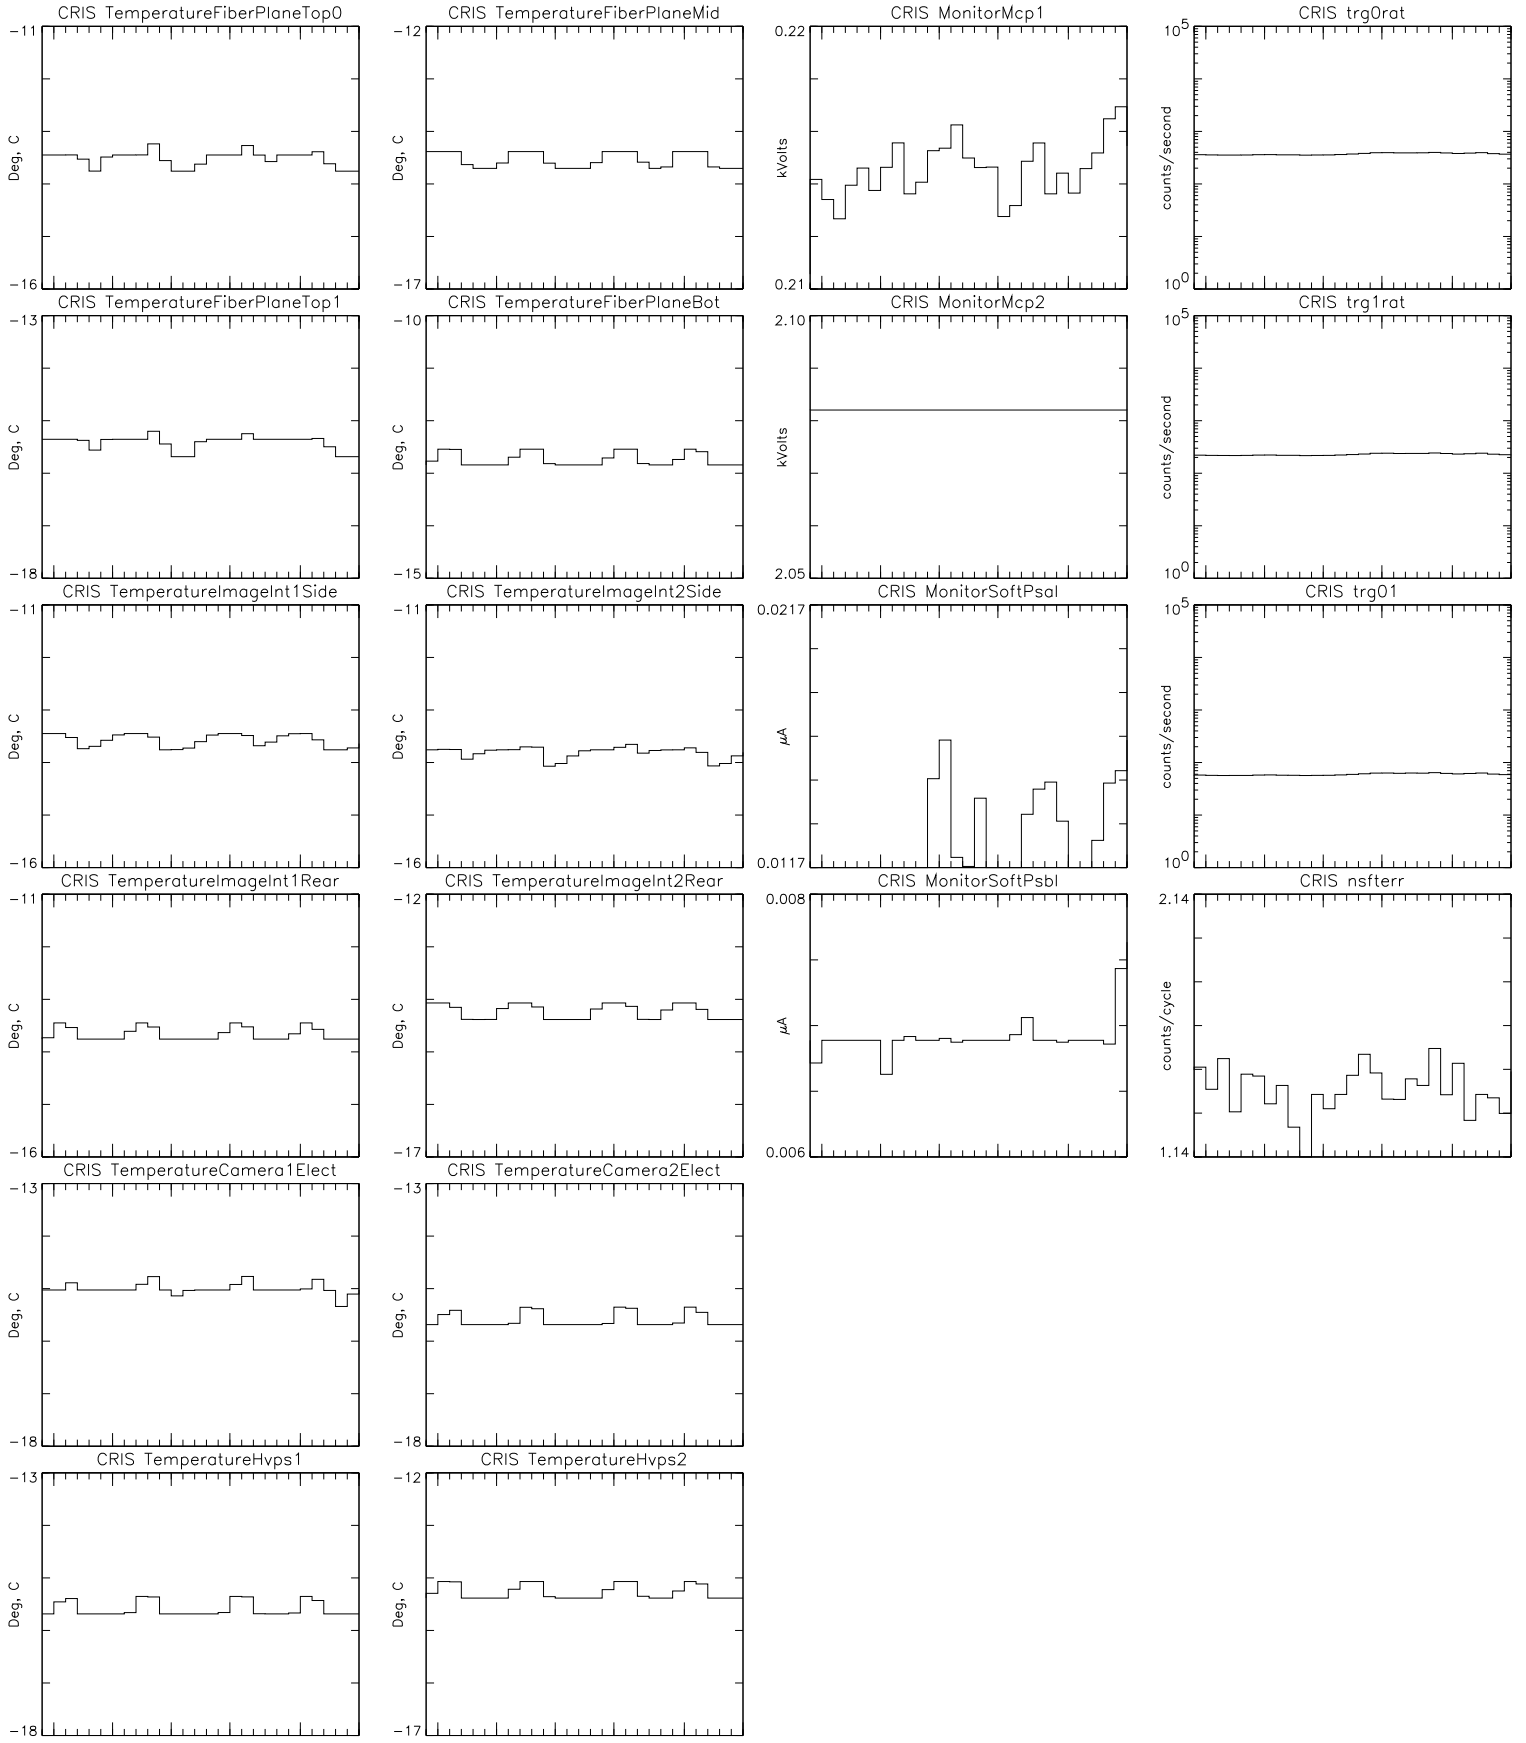 CRIS TemperatureFiberPlaneTop0
-11
Deg, C
-16
CRIS TemperatureFiberPlaneMid
-12
Deg, C
-17
CRIS MonitorMcp1
0.22
kVolts
0.21
CRIS trg0rat
10^5
counts/second
10^0
CRIS TemperatureFiberPlaneTop1
-13
Deg, C
-18
CRIS TemperatureFiberPlaneBot
-10
Deg, C
-15
CRIS MonitorMcp2
2.10
kVolts
2.05
CRIS trg1rat
10^5
counts/second
10^0
CRIS TemperatureImageInt1Side
-11
Deg, C
-16
CRIS TemperatureImageInt2Side
-11
Deg, C
-16
CRIS MonitorSoftPsaI
0.0217
μA
0.0117
CRIS trg01
10^5
counts/second
10^0
CRIS TemperatureImageInt1Rear
-11
Deg, C
-16
CRIS TemperatureImageInt2Rear
-12
Deg, C
-17
CRIS MonitorSoftPsbI
0.008
μA
0.006
CRIS nsfterr
2.14
counts/cycle
1.14
CRIS TemperatureCamera1Elect
-13
Deg, C
-18
CRIS TemperatureCamera2Elect
-13
Deg, C
-18
CRIS TemperatureHvps1
-13
Deg, C
-18
CRIS TemperatureHvps2
-12
Deg, C
-17